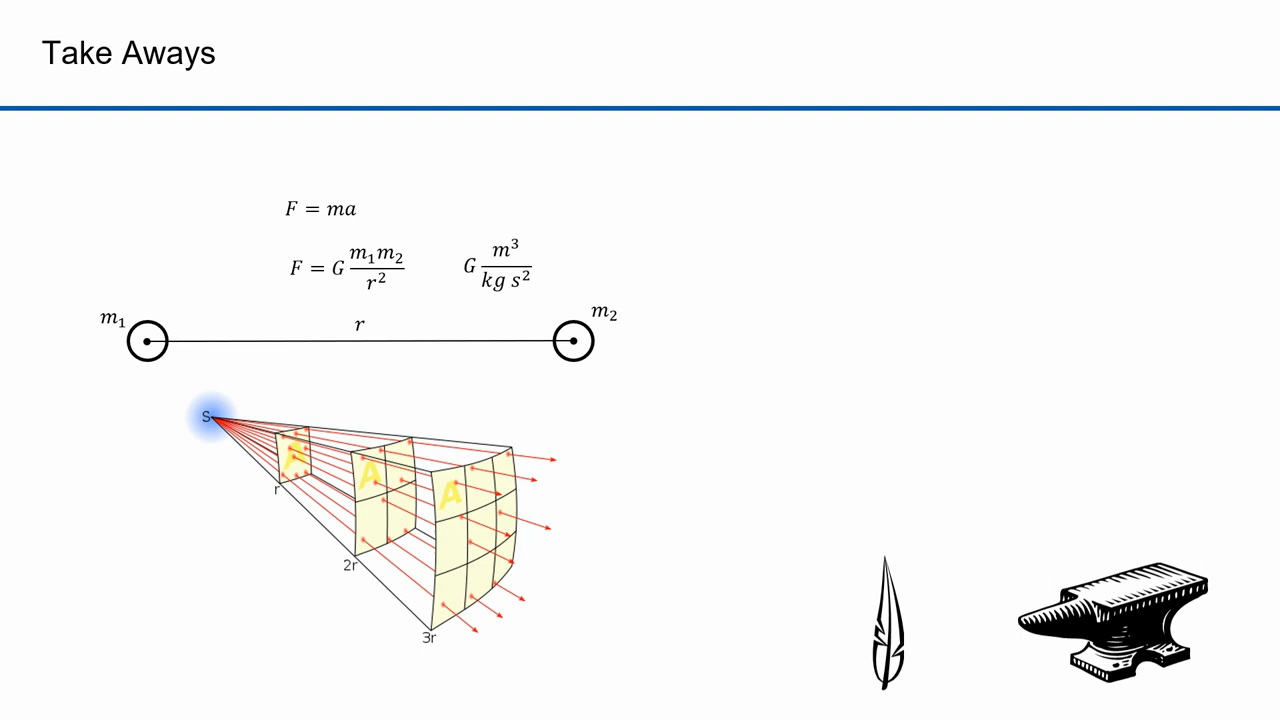 Take Aways
F = ma
F = G m₁m₂ / r²
G m³ / kg s²
m₁
r
m₂
S
A
A
A
r
2r
3r